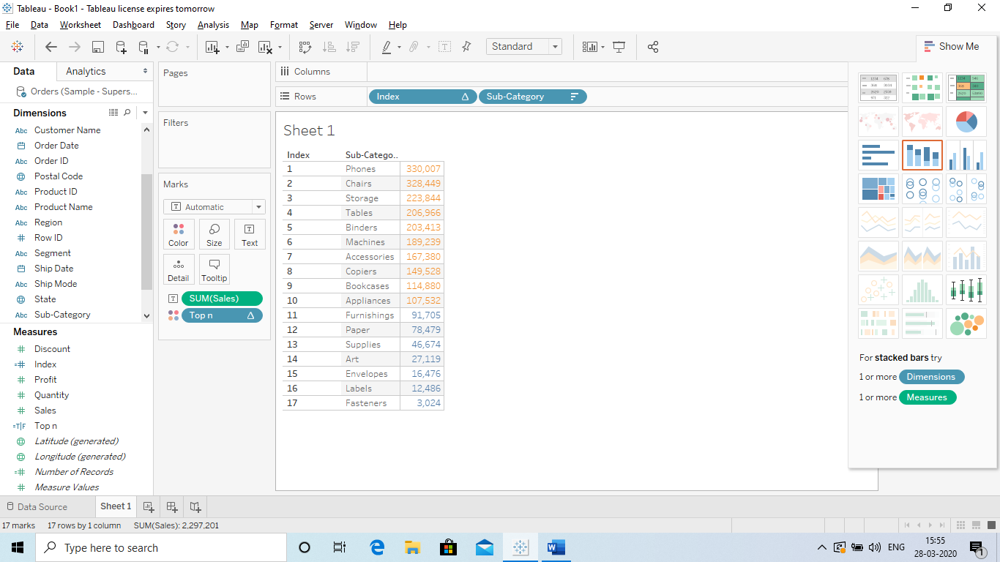 Tableau - Book1 - Tableau license expires tomorrow
File Data Worksheet Dashboard Story Analysis Map Format Server Window Help
Standard
Show Me
Data Analytics
Orders (Sample - Supers...
Dimensions
Abc Customer Name
Order Date
Abc Order ID
Postal Code
Abc Product ID
Abc Product Name
Abc Region
# Row ID
Abc Segment
Ship Date
Abc Ship Mode
State
Abc Sub-Category
Measures
# Discount
=# Index
# Profit
# Quantity
# Sales
=T|F Top n
Latitude (generated)
Longitude (generated)
=# Number of Records
# Measure Values
Pages
Filters
Marks
Automatic
Color Size Text
Detail Tooltip
SUM(Sales)
Top n
Columns
Rows Index Sub-Category
Sheet 1
Index Sub-Catego..
1 Phones 330,007
2 Chairs 328,449
3 Storage 223,844
4 Tables 206,966
5 Binders 203,413
6 Machines 189,239
7 Accessories 167,380
8 Copiers 149,528
9 Bookcases 114,880
10 Appliances 107,532
11 Furnishings 91,705
12 Paper 78,479
13 Supplies 46,674
14 Art 27,119
15 Envelopes 16,476
16 Labels 12,486
17 Fasteners 3,024
For stacked bars try
1 or more Dimensions
1 or more Measures
Data Source Sheet 1
17 marks 17 rows by 1 column SUM(Sales): 2,297,201
Type here to search
ENG
15:55
28-03-2020
1